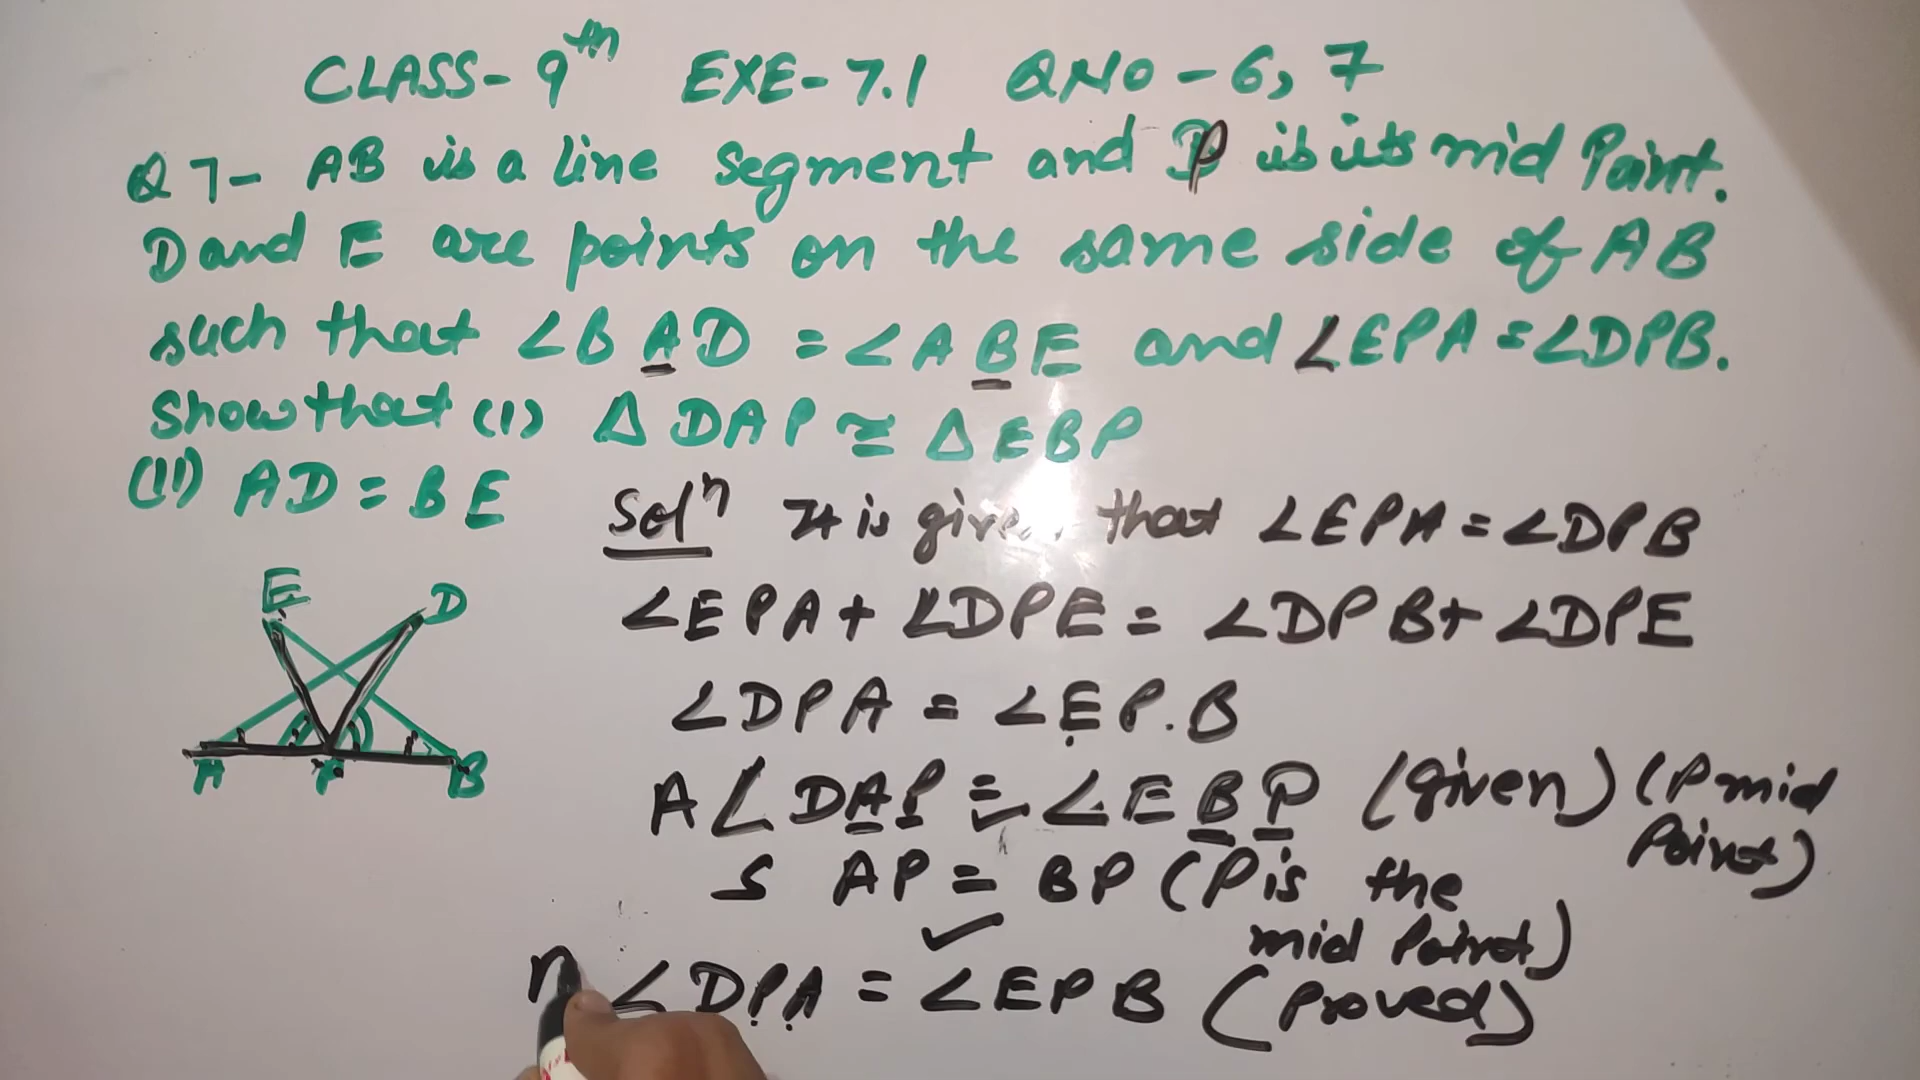 CLASS- 9th EXE-7.1 QNO-6, 7
Q7- AB is a line segment and P is its mid Point.
D and E are points on the same side of AB
such that ∠BAD = ∠ABE and ∠EPA = ∠DPB.
Show that (I) △DAP ≅ △EBP
(II) AD = BE
Solⁿ It is given that ∠EPA = ∠DPB
∠EPA + ∠DPE = ∠DPB + ∠DPE
∠DPA = ∠EP.B
A ∠DAP = ∠EBP (given) (P mid Point)
S AP = BP (P is the mid Point)
∠DPA = ∠EPB (proved)
E D
A P B